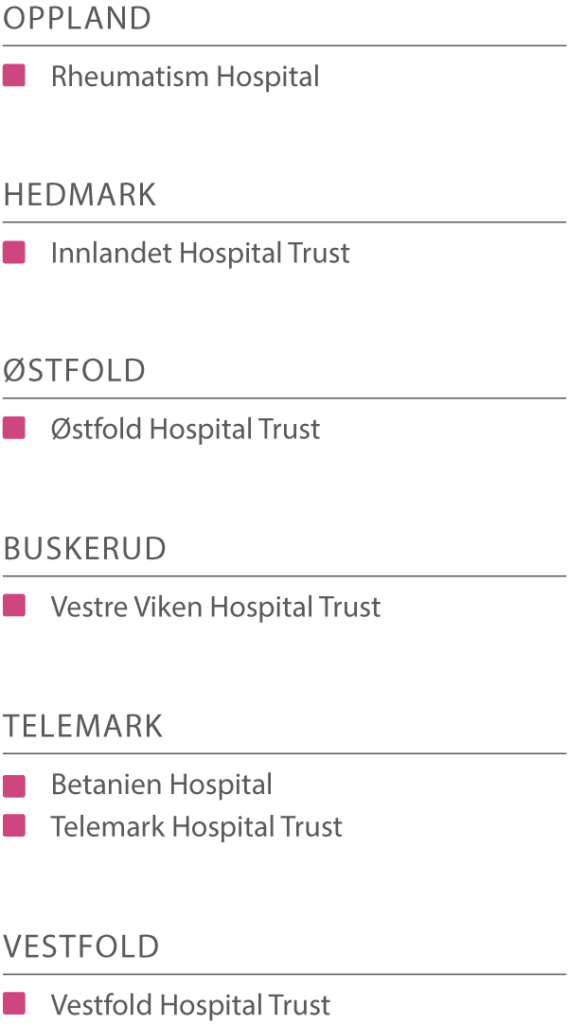 OPPLAND
Rheumatism Hospital
HEDMARK
Innlandet Hospital Trust
ØSTFOLD
Østfold Hospital Trust
BUSKERUD
Vestre Viken Hospital Trust
TELEMARK
Betanien Hospital
Telemark Hospital Trust
VESTFOLD
Vestfold Hospital Trust